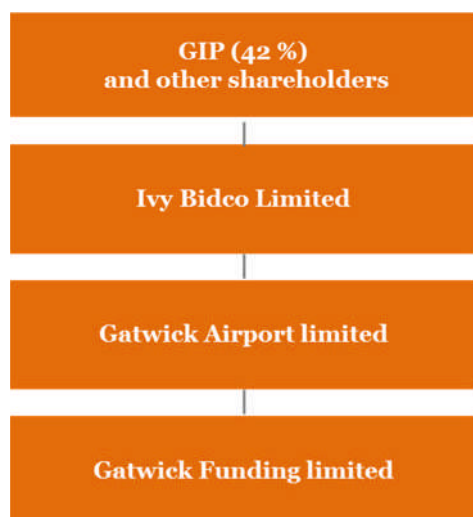 GIP (42 %)
and other shareholders
Ivy Bidco Limited
Gatwick Airport limited
Gatwick Funding limited